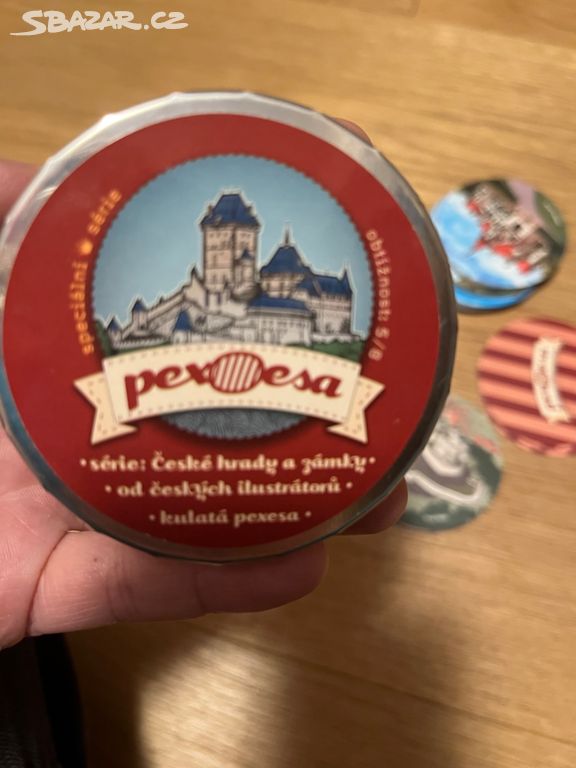 SBAZAR.CZ
speciální série
obtížnost: 5/8
pexesa
• série: České hrady a zámky •
• od českých ilustrátorů •
• kulatá pexesa •